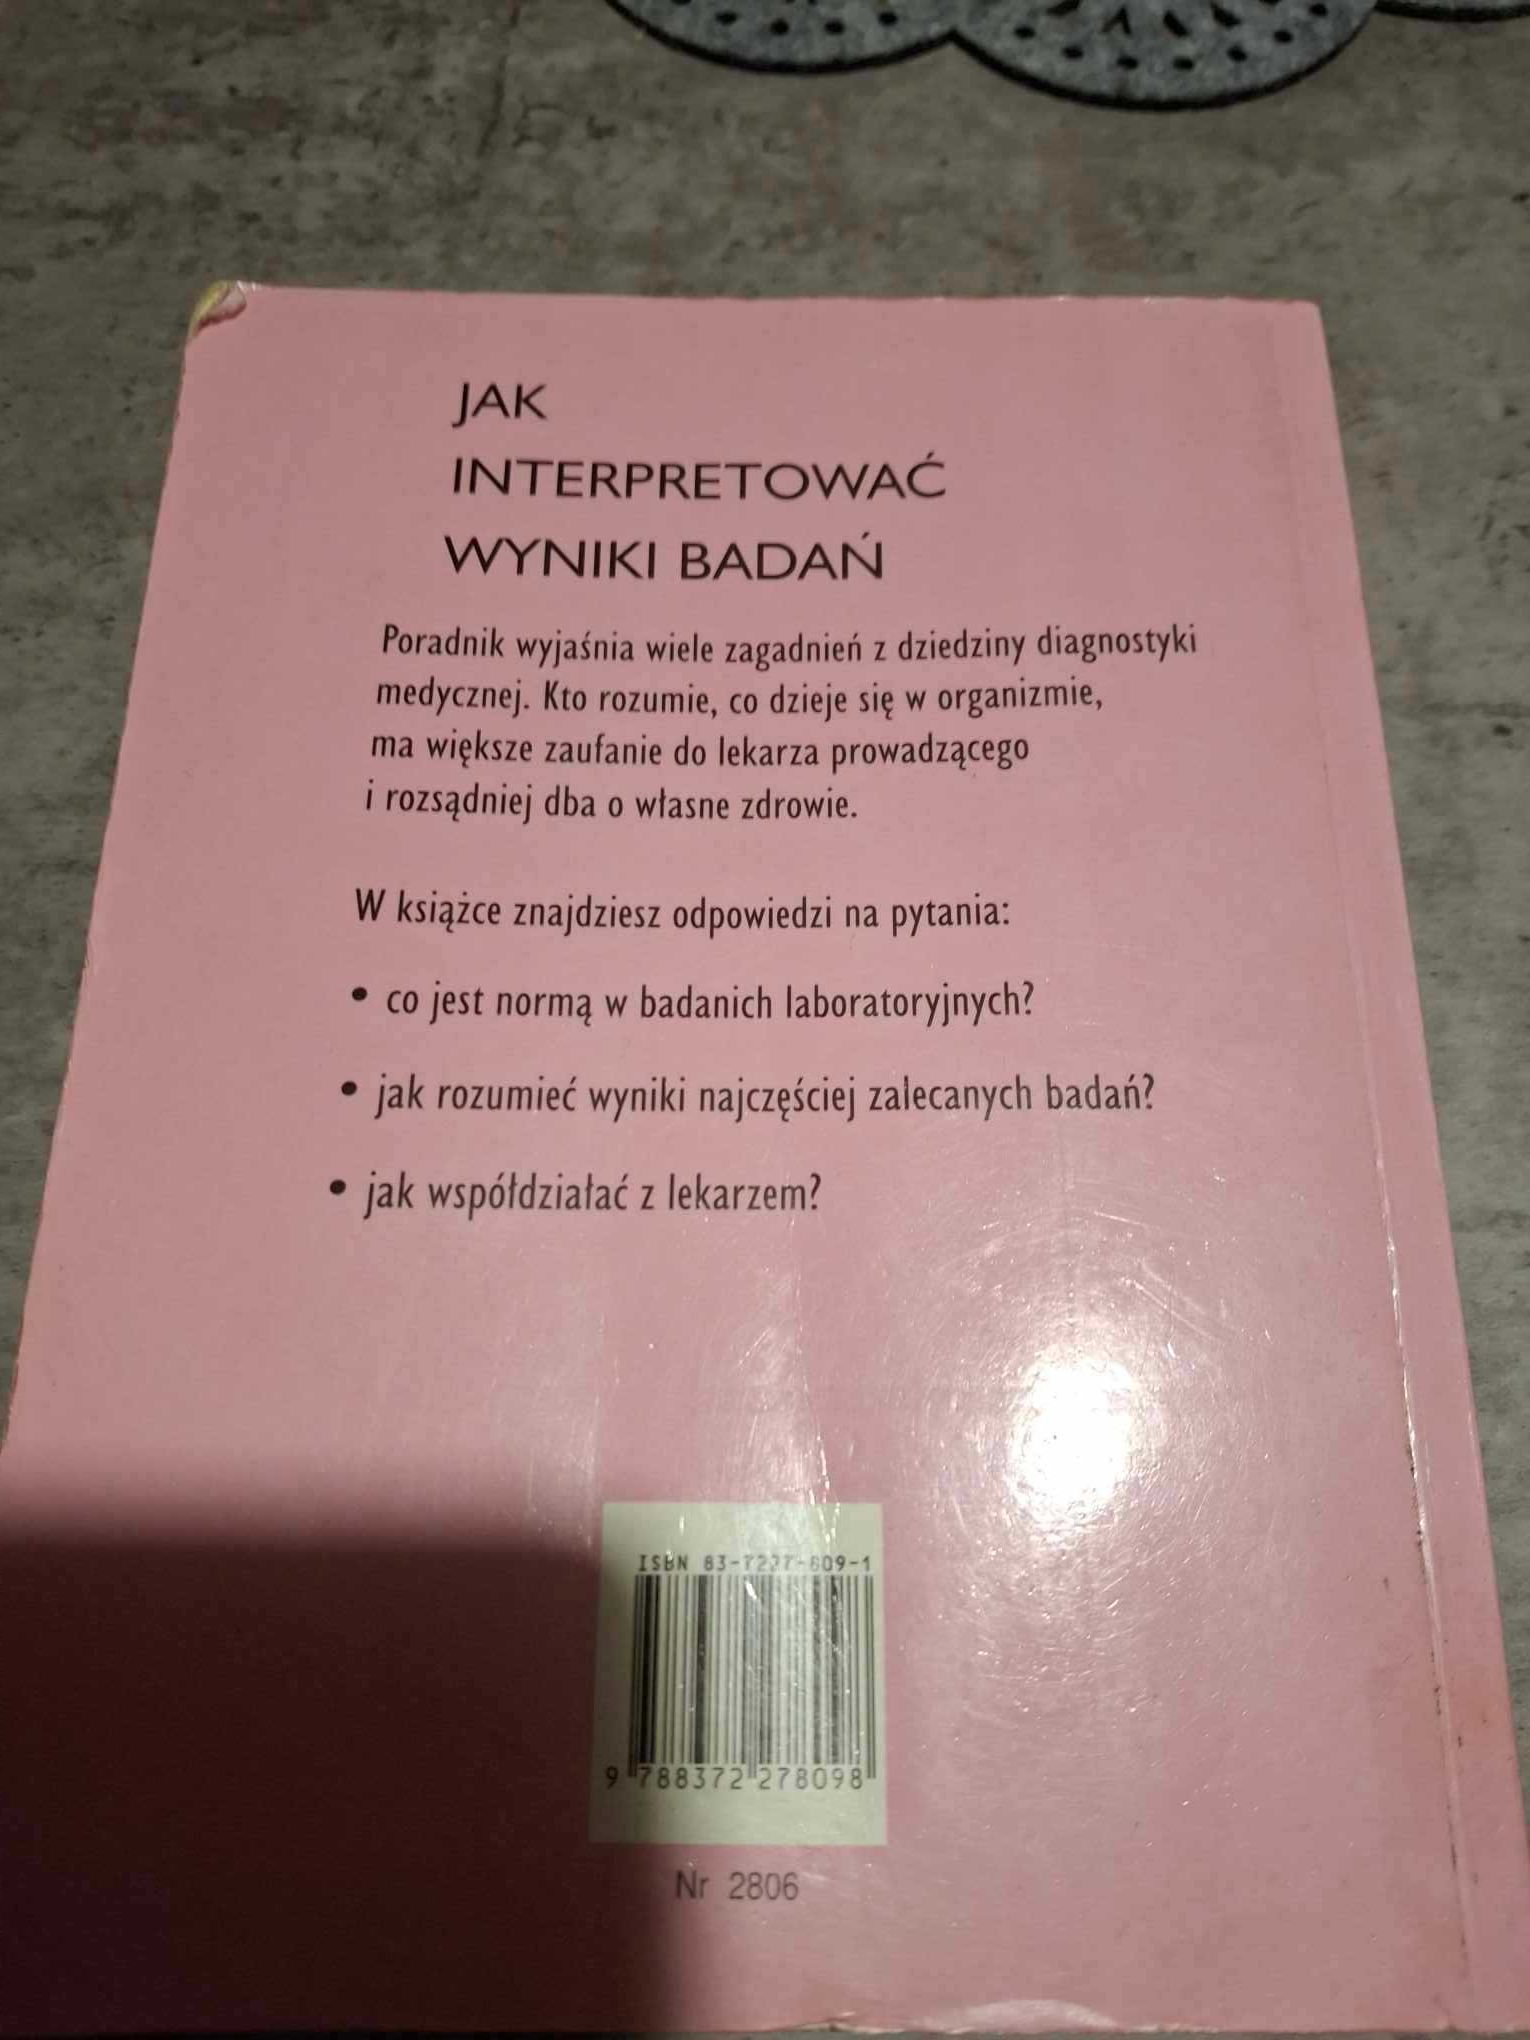 JAK
INTERPRETOWAĆ
WYNIKI BADAŃ
Poradnik wyjaśnia wiele zagadnień z dziedziny diagnostyki
medycznej. Kto rozumie, co dzieje się w organizmie,
ma większe zaufanie do lekarza prowadzącego
i rozsądniej dba o własne zdrowie.
W książce znajdziesz odpowiedzi na pytania:
• co jest normą w badanich laboratoryjnych?
• jak rozumieć wyniki najczęściej zalecanych badań?
• jak współdziałać z lekarzem?
ISBN 83-7227-809-1
9 788372 278098
Nr 2806